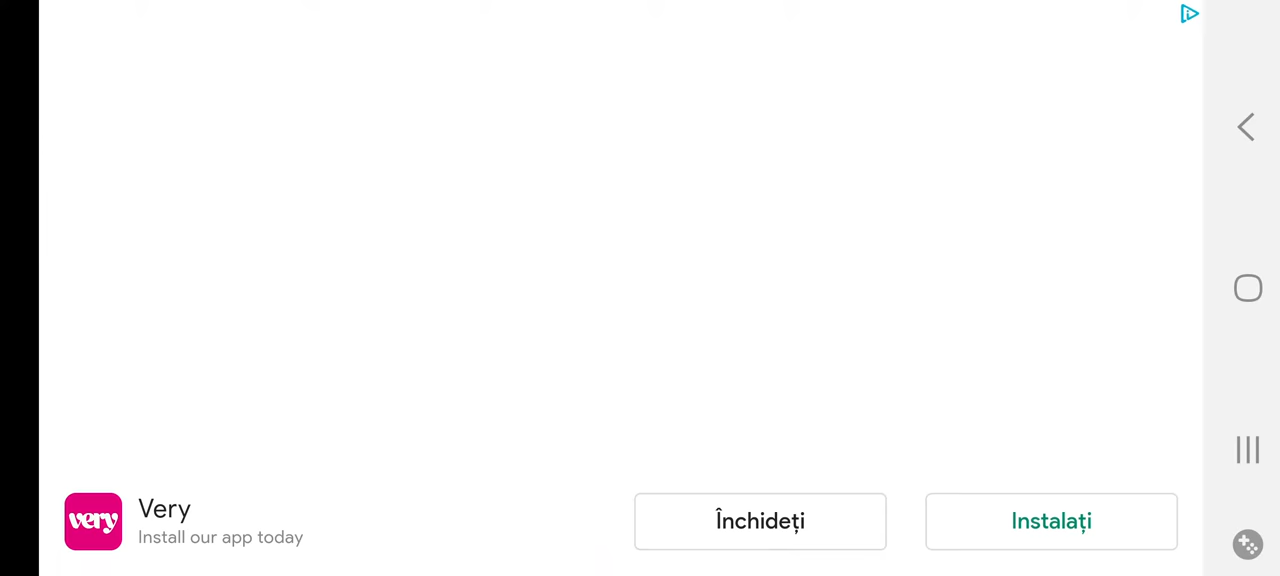 very
Very
Install our app today
Închideți
Instalați